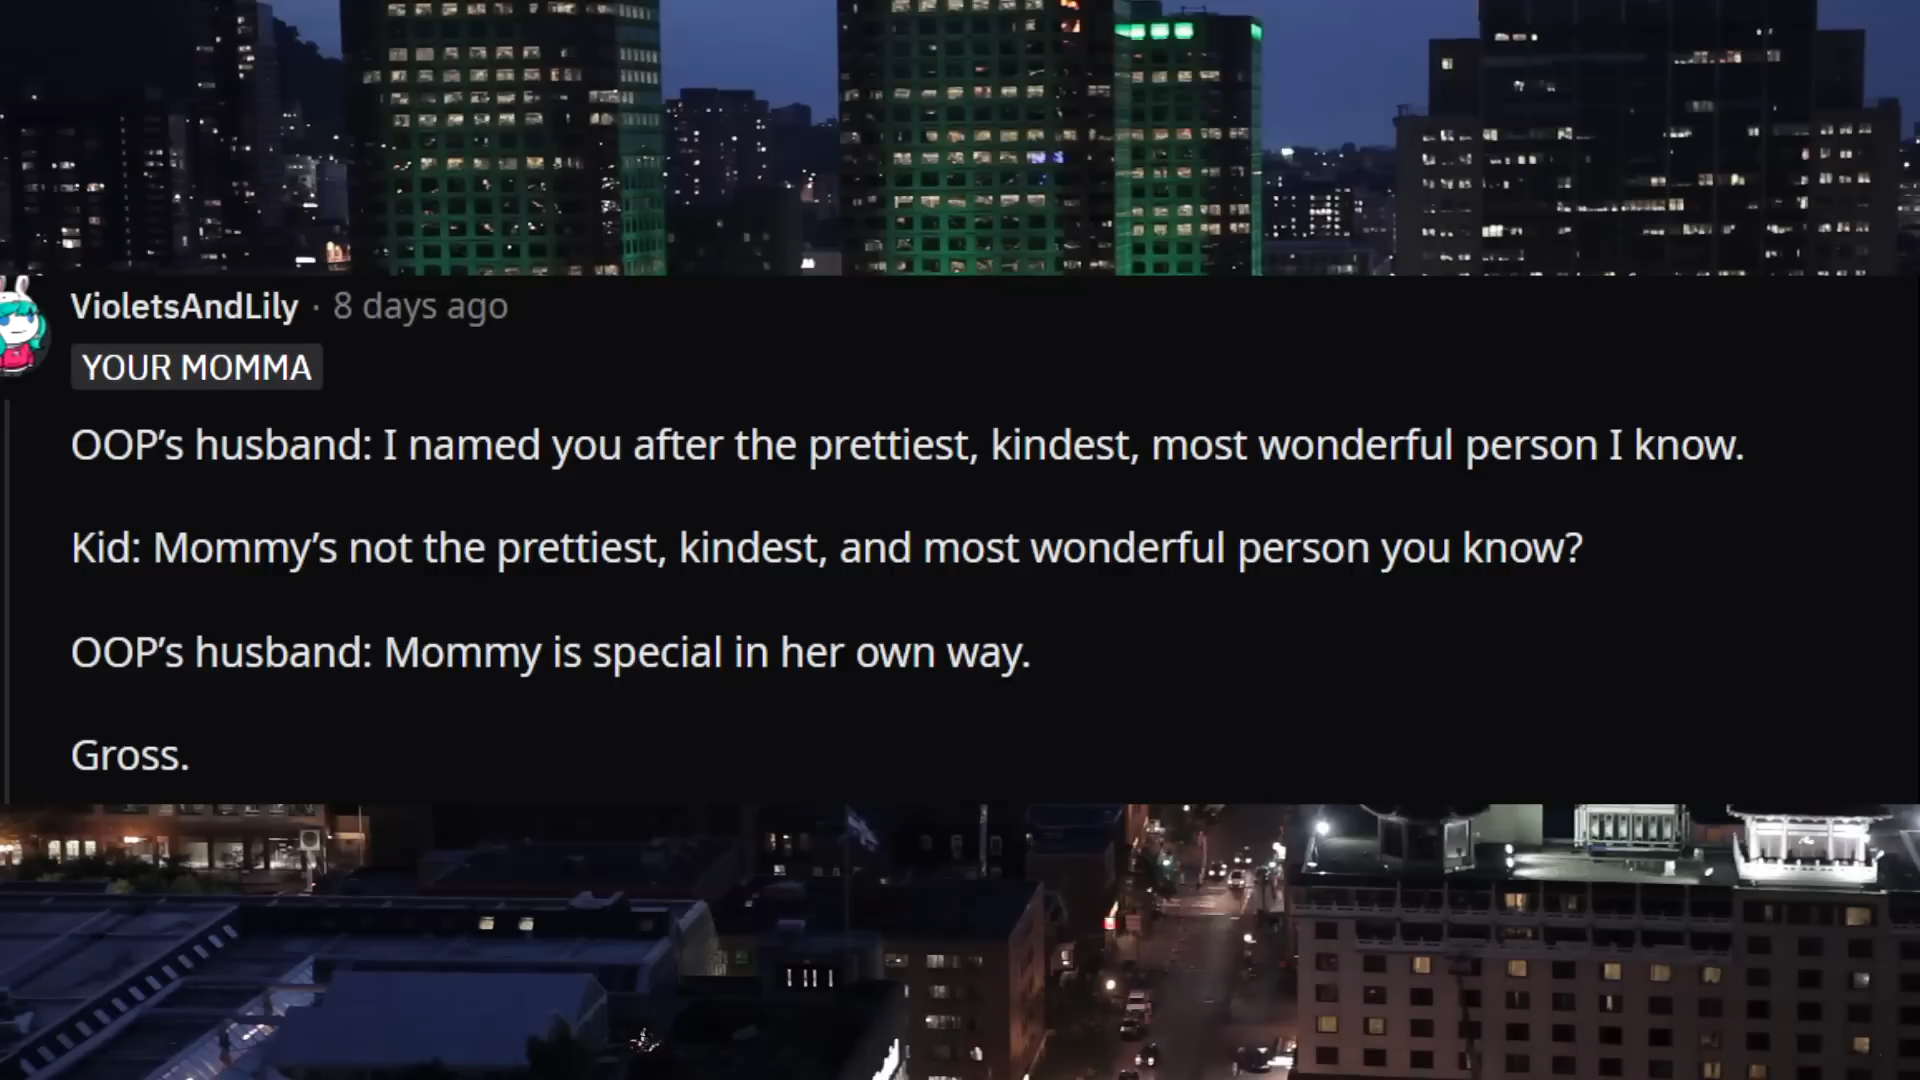 VioletsAndLily · 8 days ago
YOUR MOMMA
OOP’s husband: I named you after the prettiest, kindest, most wonderful person I know.
Kid: Mommy’s not the prettiest, kindest, and most wonderful person you know?
OOP’s husband: Mommy is special in her own way.
Gross.